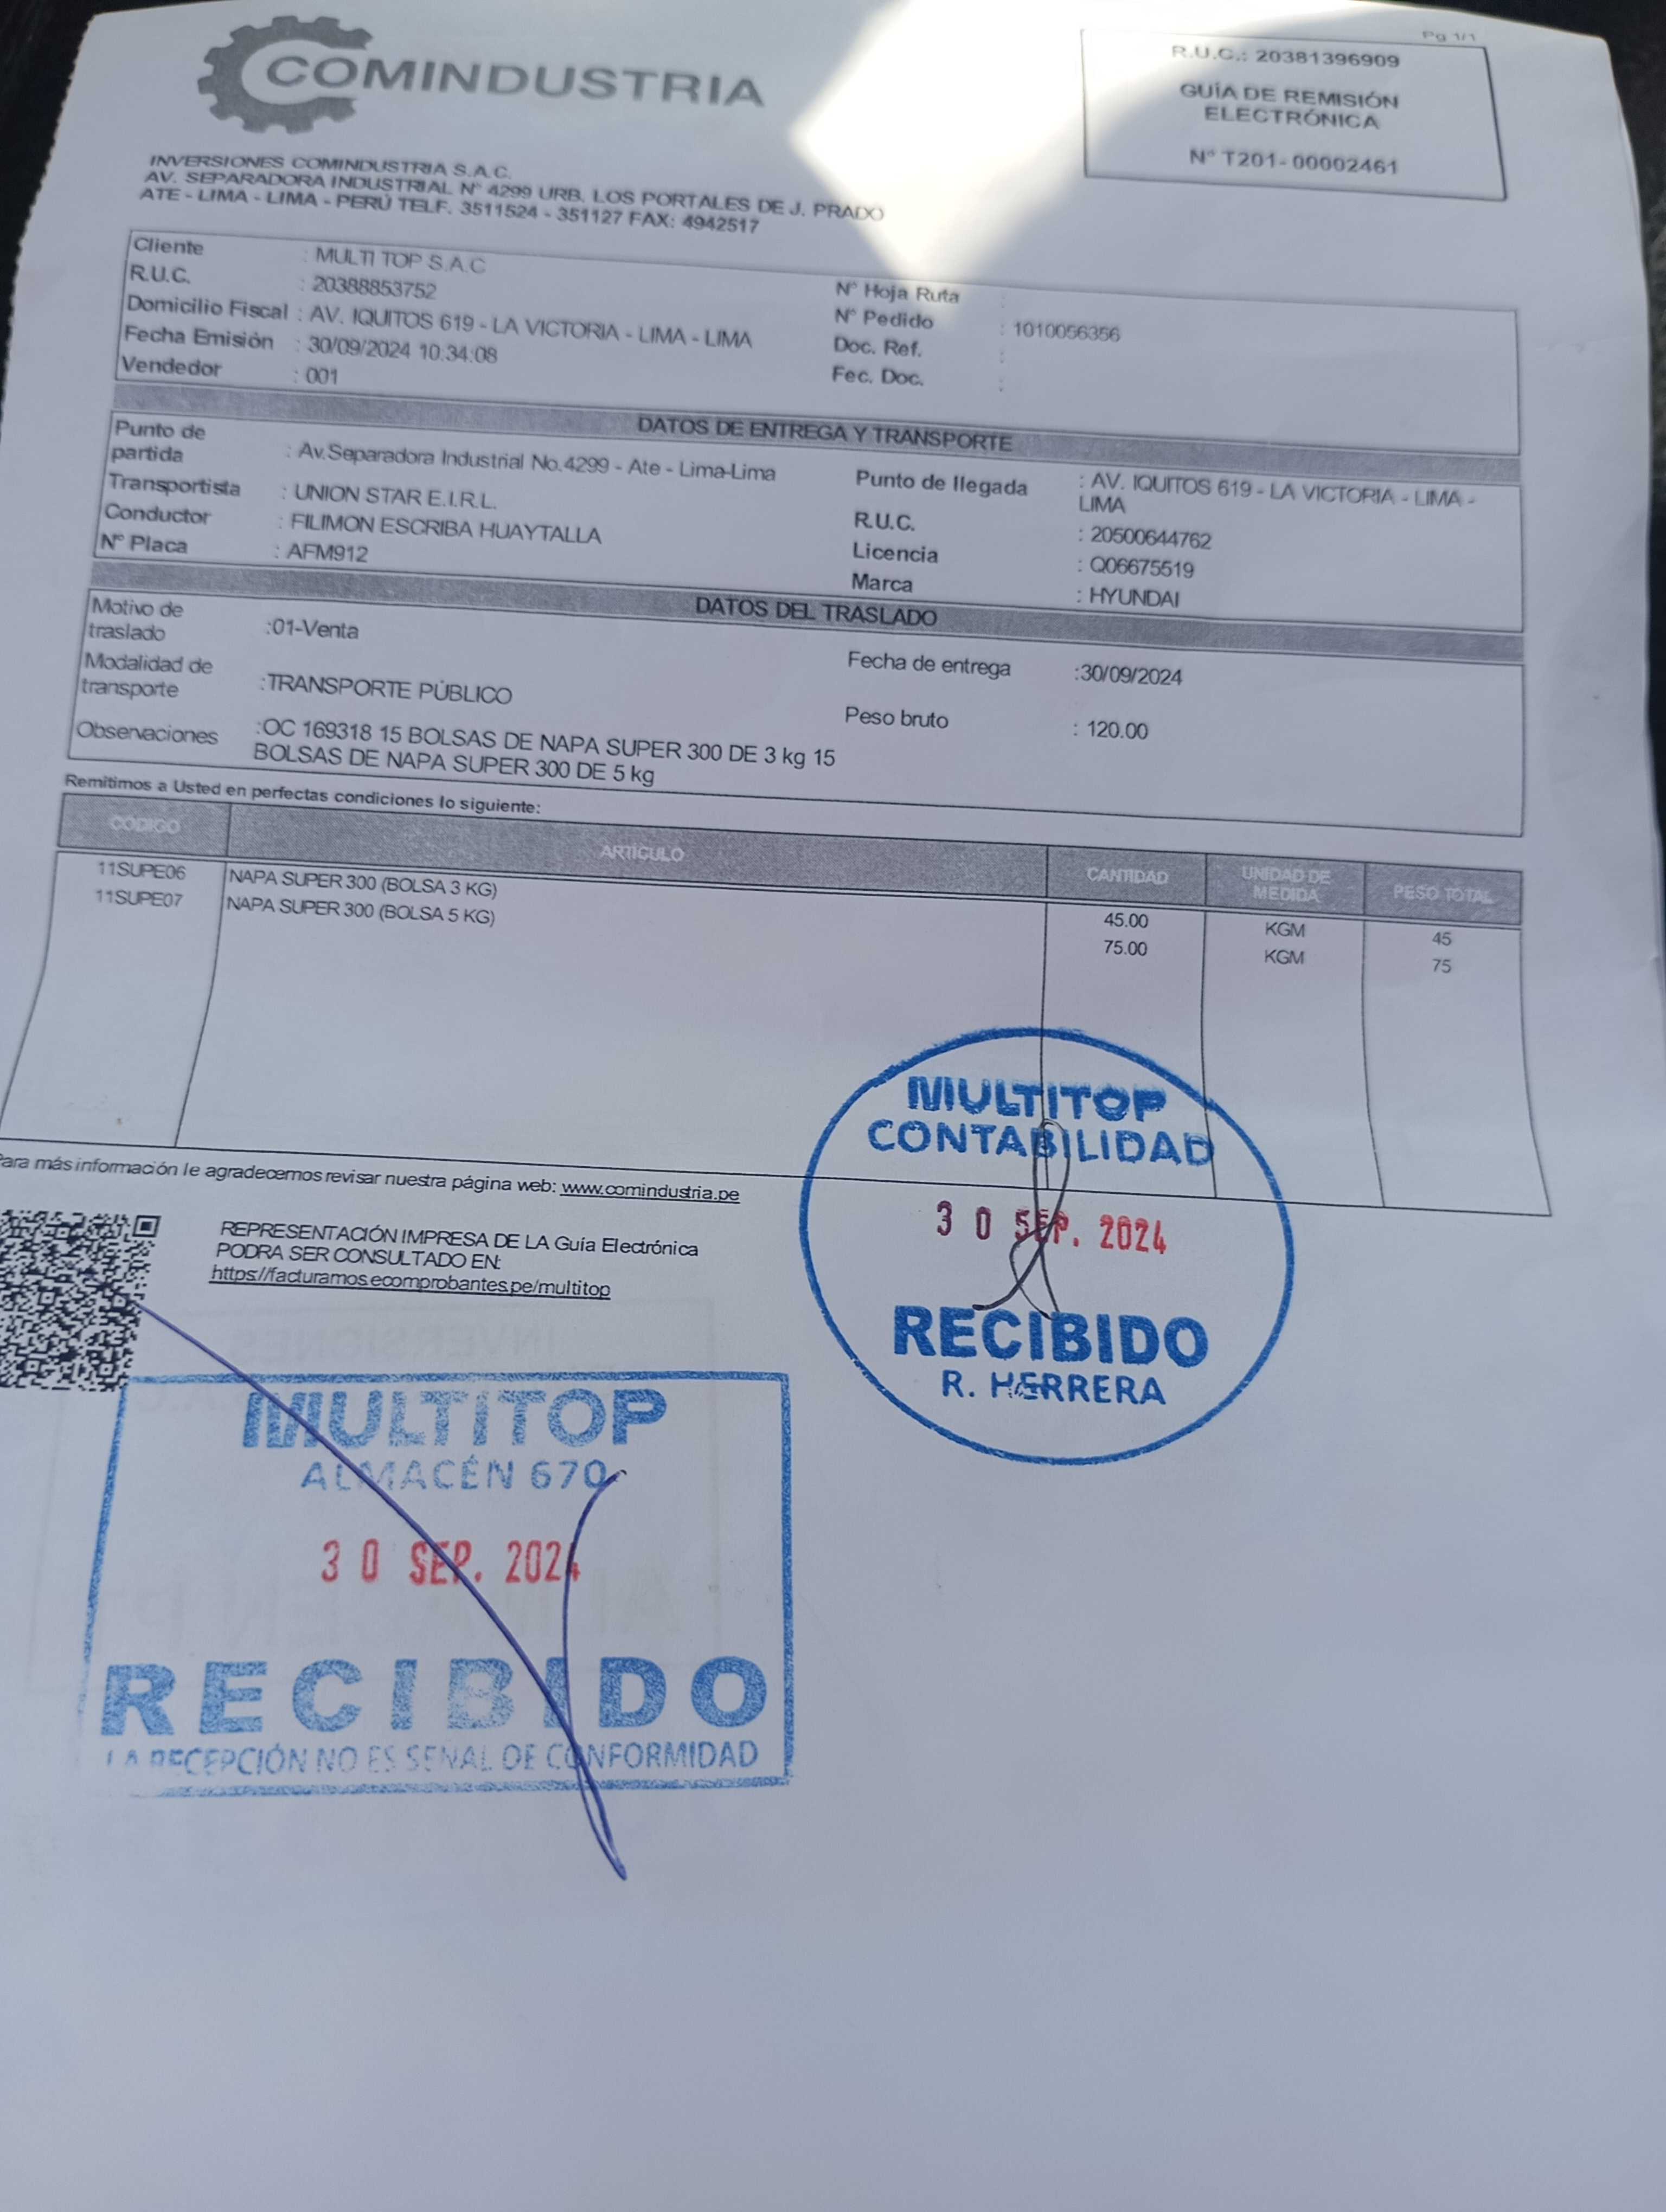 COMINDUSTRIA
Pg 1/1
R.U.C.: 20381396909
GUÍA DE REMISIÓN
ELECTRÓNICA
N° T201- 00002461
INVERSIONES COMINDUSTRIA S.A.C.
AV. SEPARADORA INDUSTRIAL N° 4299 URB. LOS PORTALES DE J. PRADO
ATE - LIMA - LIMA - PERÚ TELF. 3511524 - 351127 FAX: 4942517
Cliente : MULTI TOP S.A.C
R.U.C. : 20388853752
Domicilio Fiscal : AV. IQUITOS 619 - LA VICTORIA - LIMA - LIMA
Fecha Emisión : 30/09/2024 10:34:08
Vendedor : 001
N° Hoja Ruta :
N° Pedido : 1010056356
Doc. Ref. :
Fec. Doc. :
DATOS DE ENTREGA Y TRANSPORTE
Punto de partida : Av.Separadora Industrial No.4299 - Ate - Lima-Lima
Transportista : UNION STAR E.I.R.L.
Conductor : FILIMON ESCRIBA HUAYTALLA
N° Placa : AFM912
Punto de llegada : AV. IQUITOS 619 - LA VICTORIA - LIMA -
LIMA
R.U.C. : 20500644762
Licencia : Q06675519
Marca : HYUNDAI
DATOS DEL TRASLADO
Motivo de traslado :01-Venta
Modalidad de transporte :TRANSPORTE PÚBLICO
Fecha de entrega :30/09/2024
Peso bruto : 120.00
Observaciones :OC 169318 15 BOLSAS DE NAPA SUPER 300 DE 3 kg 15
BOLSAS DE NAPA SUPER 300 DE 5 kg
Remitimos a Usted en perfectas condiciones lo siguiente:
CÓDIGO ARTÍCULO CANTIDAD UNIDAD DE MEDIDA PESO TOTAL
11SUPE06 NAPA SUPER 300 (BOLSA 3 KG) 45.00 KGM 45
11SUPE07 NAPA SUPER 300 (BOLSA 5 KG) 75.00 KGM 75
Para más información le agradecemos revisar nuestra página web: www.comindustria.pe
REPRESENTACIÓN IMPRESA DE LA Guía Electrónica
PODRA SER CONSULTADO EN:
https://facturamos.ecomprobantes.pe/multitop
MULTITOP
CONTABILIDAD
30 SEP. 2024
RECIBIDO
R. HERRERA
MULTITOP
ALMACÉN 670
30 SEP. 2024
RECIBIDO
LA RECEPCIÓN NO ES SEÑAL DE CONFORMIDAD